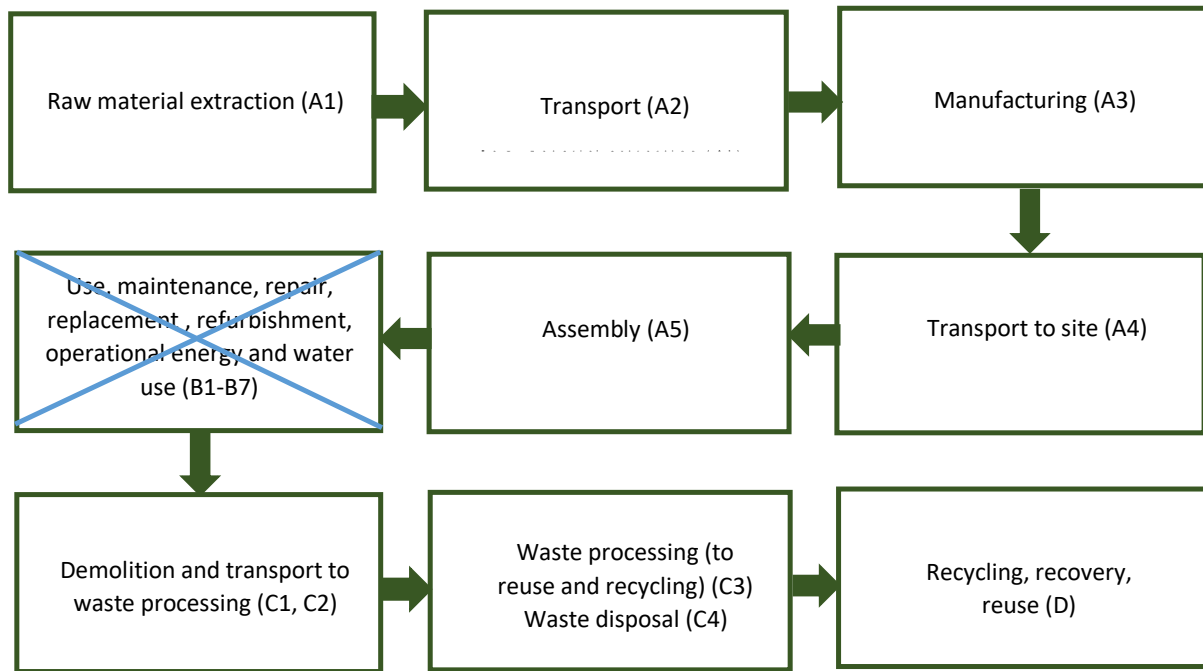 Raw material extraction (A1)
Transport (A2)
Manufacturing (A3)
Use, maintenance, repair,
replacement , refurbishment,
operational energy and water
use (B1-B7)
Assembly (A5)
Transport to site (A4)
Demolition and transport to
waste processing (C1, C2)
Waste processing (to
reuse and recycling) (C3)
Waste disposal (C4)
Recycling, recovery,
reuse (D)